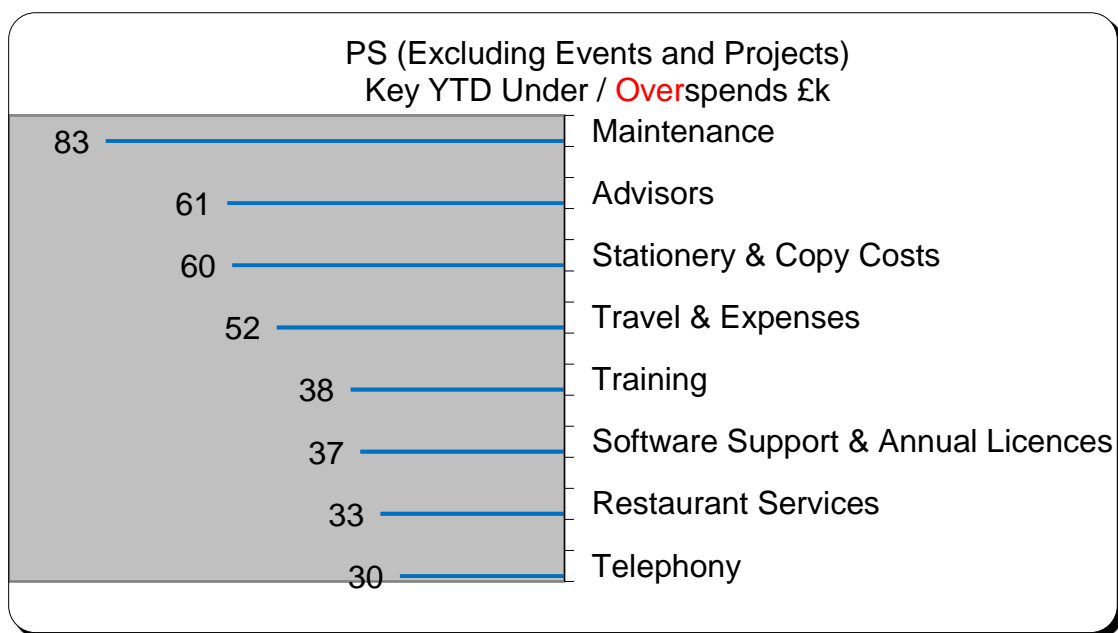 PS (Excluding Events and Projects)
Key YTD Under / Overspends £k
83 Maintenance
61 Advisors
60 Stationery & Copy Costs
52 Travel & Expenses
38 Training
37 Software Support & Annual Licences
33 Restaurant Services
30 Telephony